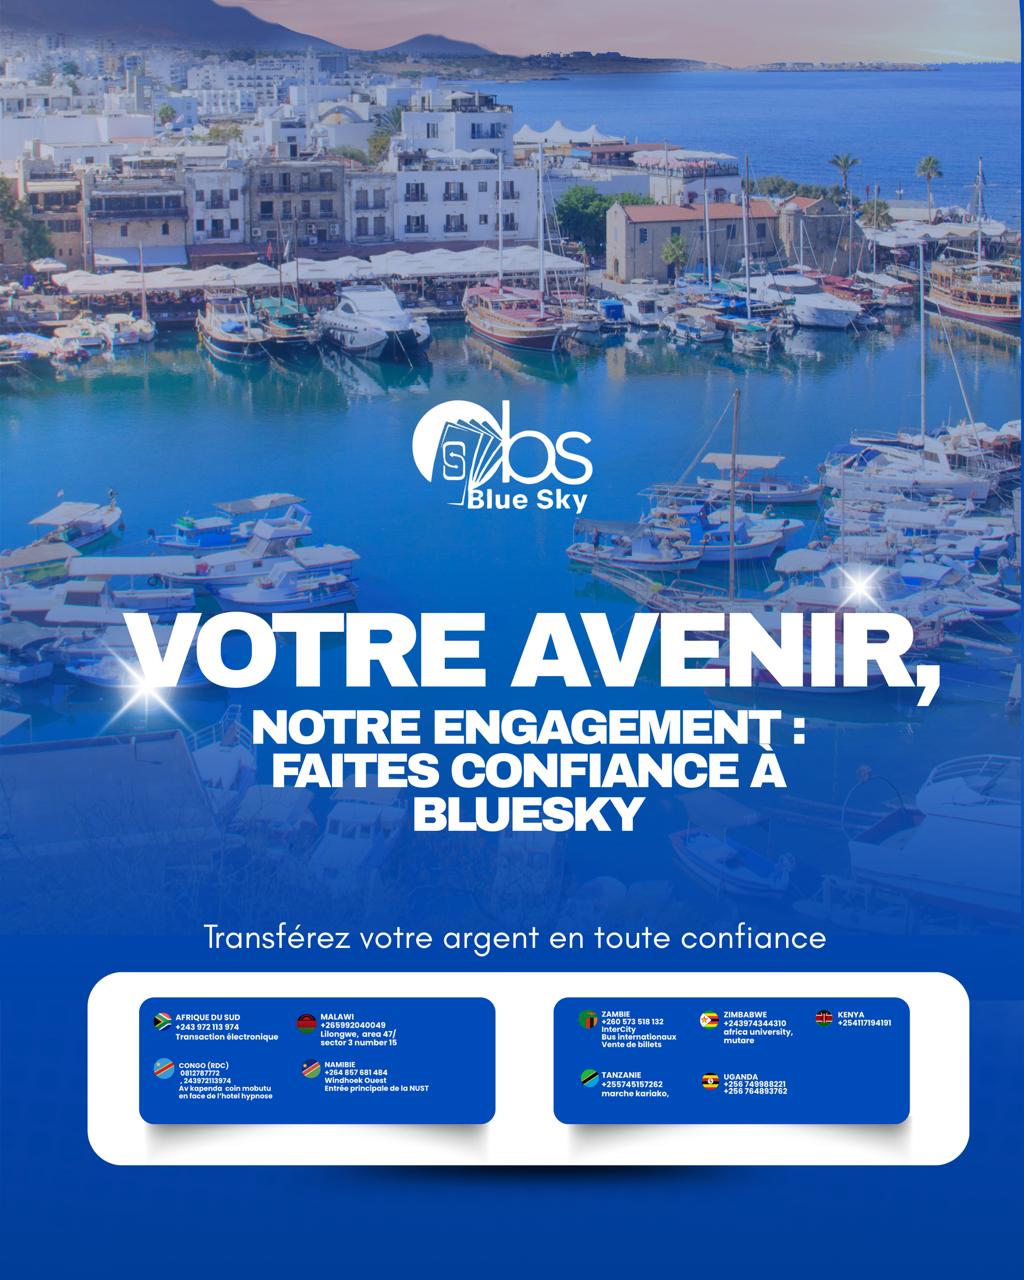 bs
Blue Sky
VOTRE AVENIR,
NOTRE ENGAGEMENT :
FAITES CONFIANCE À
BLUESKY
Transférez votre argent en toute confiance
AFRIQUE DU SUD
+243 972 113 974
Transaction électronique
MALAWI
+265992040049
Lilongwe, area 47/
sector 3 number 15
CONGO (RDC)
0812787772
, 243972113974
Av kapenda coin mobutu
en face de l'hotel hypnose
NAMIBIE
+264 857 681 484
Windhoek Ouest
Entrée principale de la NUST
ZAMBIE
+260 573 518 132
InterCity
Bus internationaux
Vente de billets
ZIMBABWE
+243974344310
africa university,
mutare
KENYA
+254117194191
TANZANIE
+255745157262
marche kariako,
UGANDA
+256 749988221
+256 764893762